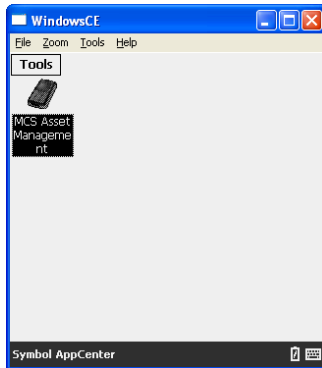 WindowsCE
File Zoom Tools Help
Tools
MCS Asset
Manageme
nt
Symbol AppCenter